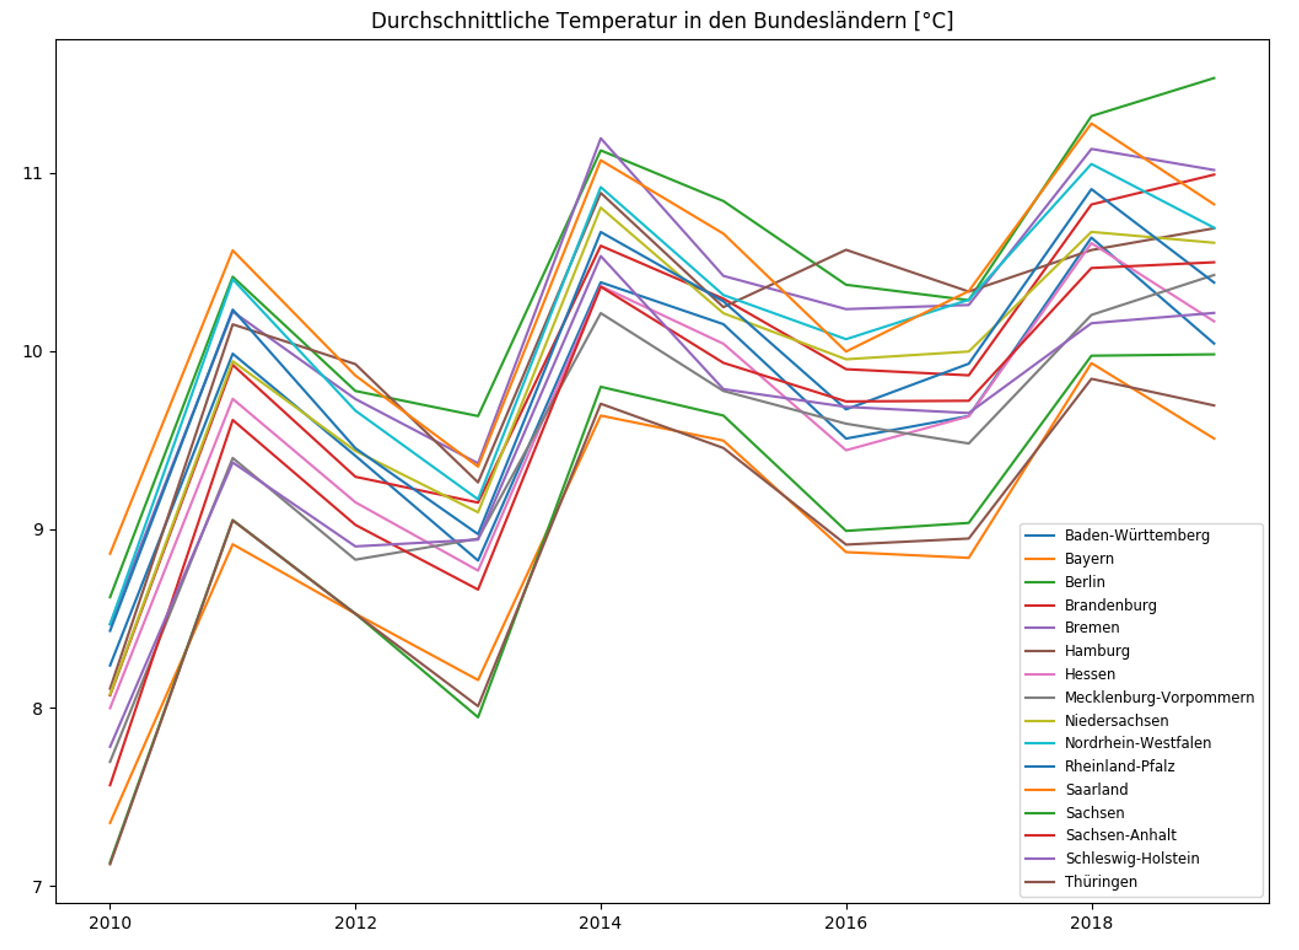 Durchschnittliche Temperatur in den Bundesländern [°C]
11
10
9
8
7
2010
2012
2014
2016
2018
Baden-Württemberg
Bayern
Berlin
Brandenburg
Bremen
Hamburg
Hessen
Mecklenburg-Vorpommern
Niedersachsen
Nordrhein-Westfalen
Rheinland-Pfalz
Saarland
Sachsen
Sachsen-Anhalt
Schleswig-Holstein
Thüringen